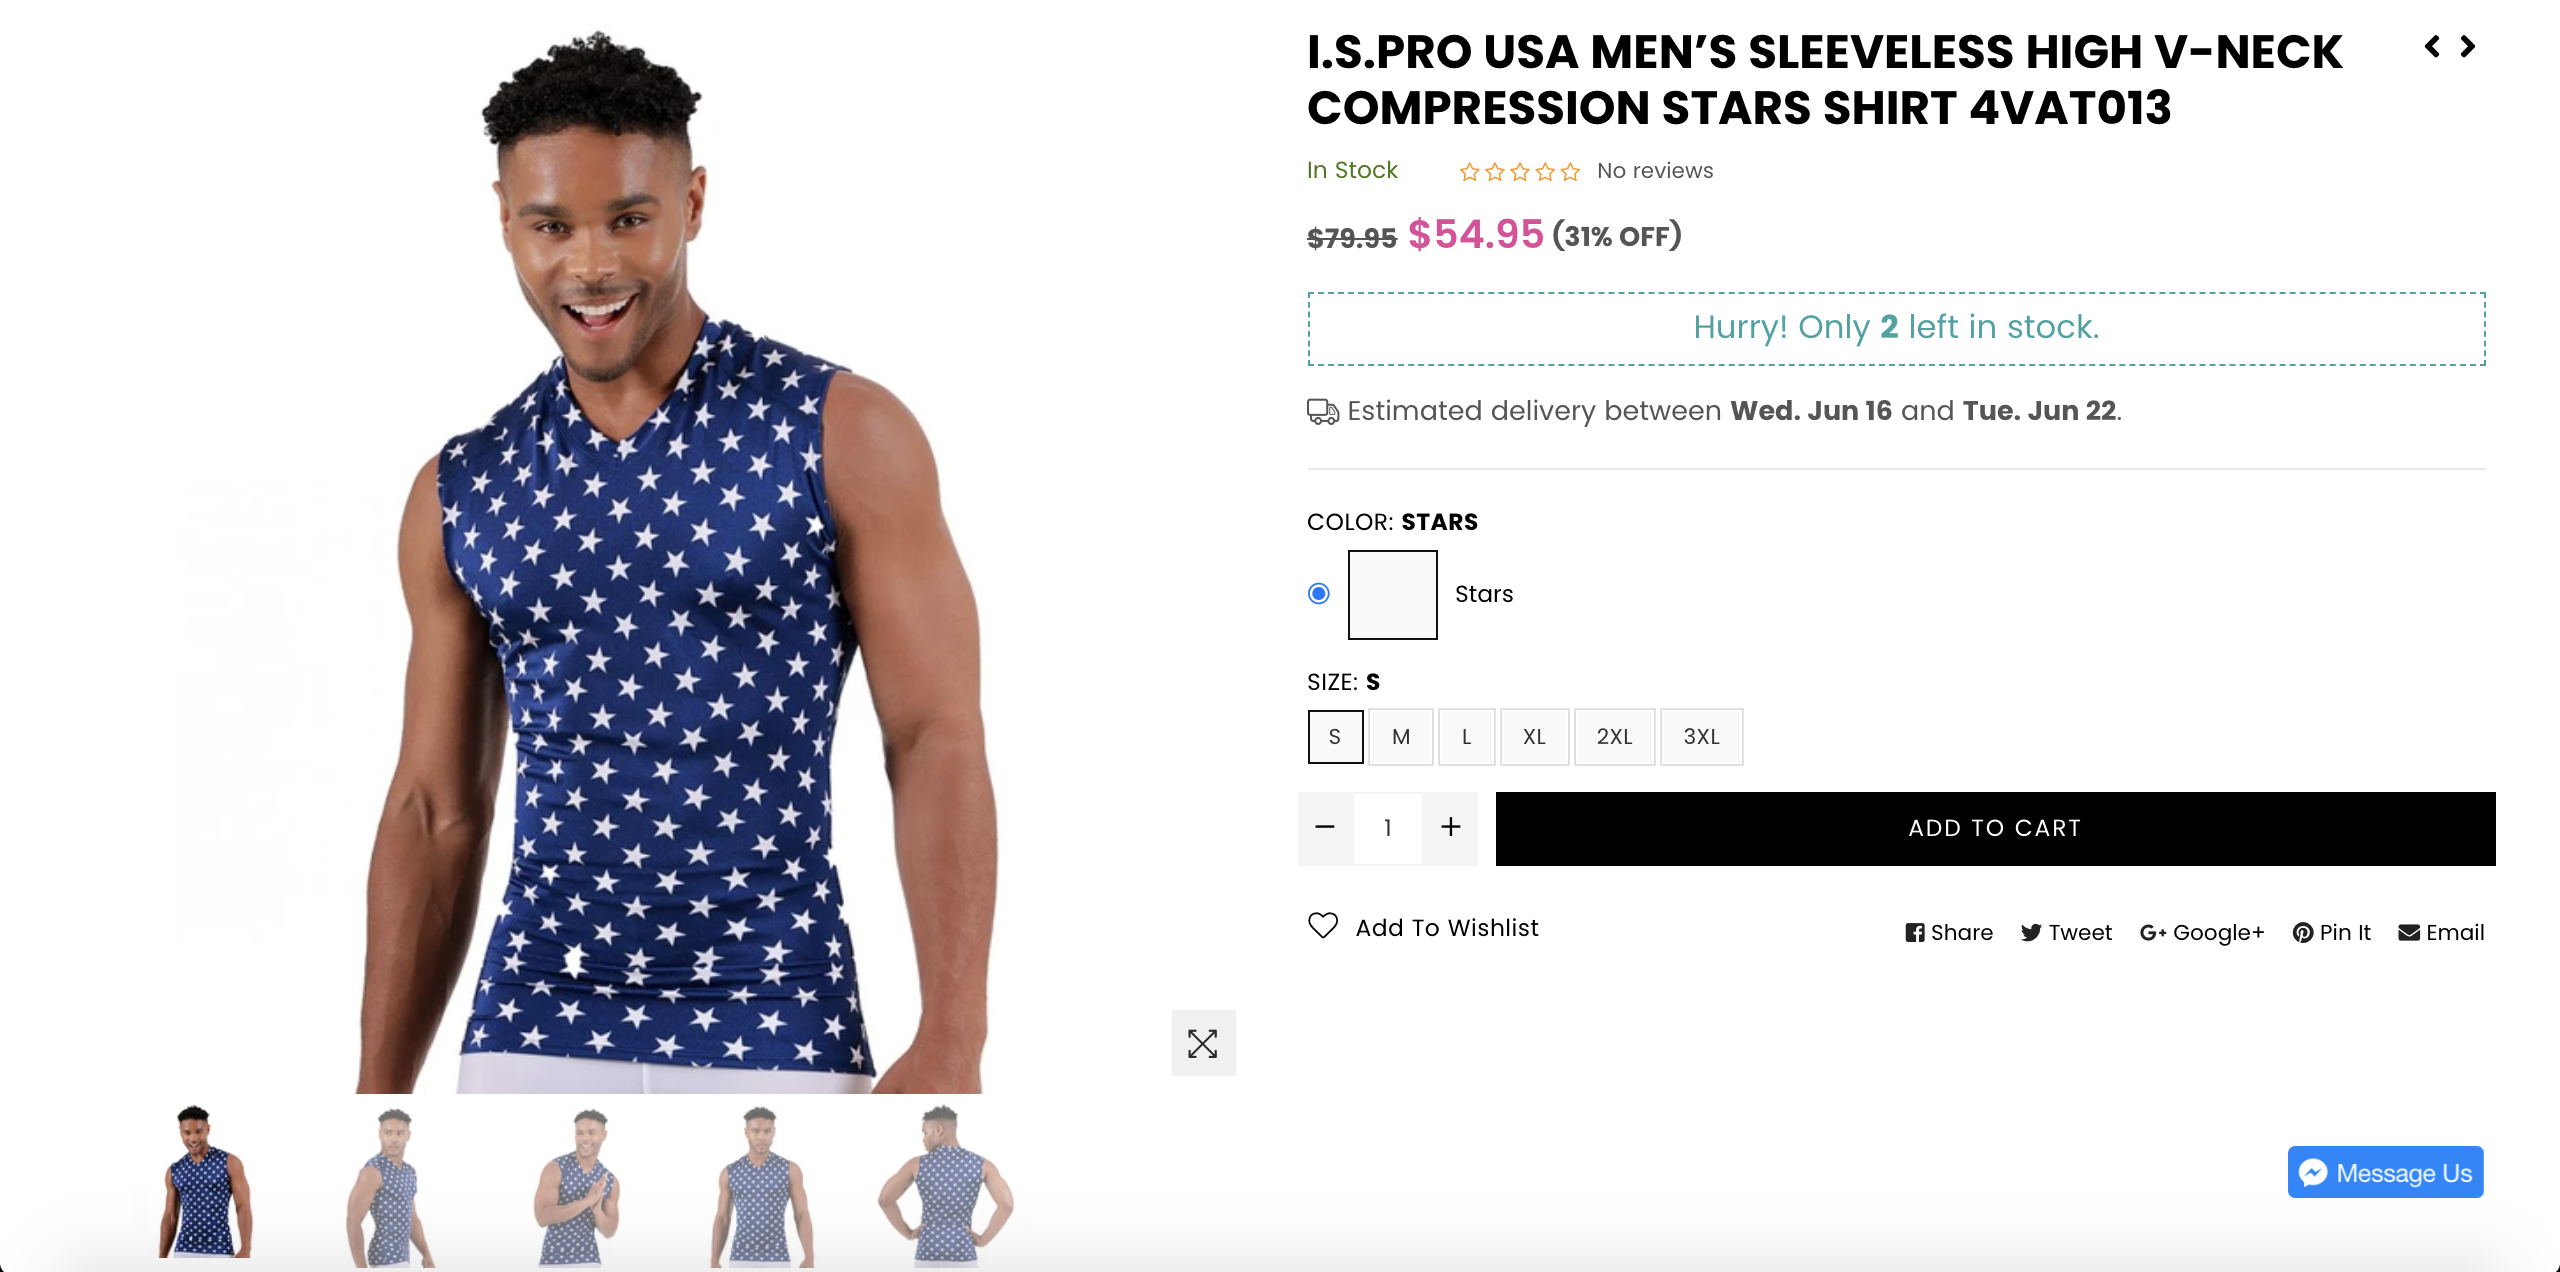 I.S.PRO USA MEN’S SLEEVELESS HIGH V-NECK
COMPRESSION STARS SHIRT 4VAT013
In Stock No reviews
$79.95 $54.95 (31% OFF)
Hurry! Only 2 left in stock.
Estimated delivery between Wed. Jun 16 and Tue. Jun 22.
COLOR: STARS
Stars
SIZE: S
S M L XL 2XL 3XL
1 ADD TO CART
Add To Wishlist Share Tweet G+ Google+ Pin It Email
Message Us